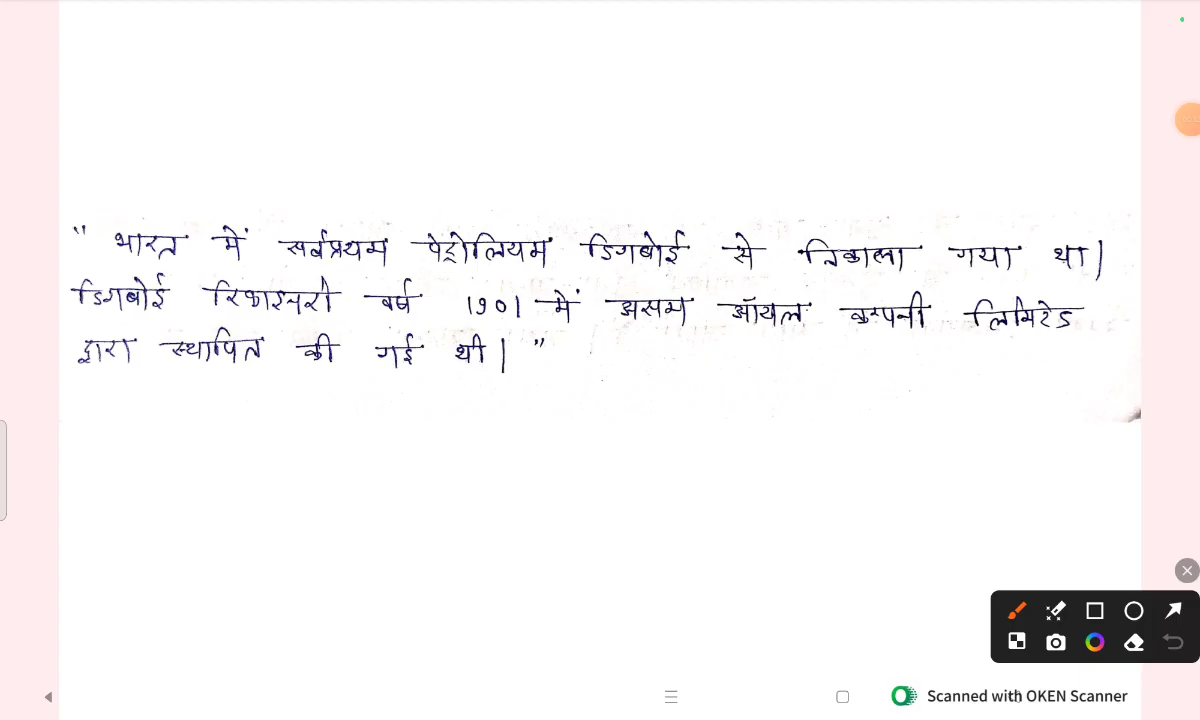 " भारत में सर्वप्रथम पेट्रोलियम डिगबोई से निकाला गया था|
डिगबोई रिफाइनरी वर्ष 1901 में असम ऑयल कम्पनी लिमिटेड
द्वारा स्थापित की गई थी| "
Scanned with OKEN Scanner